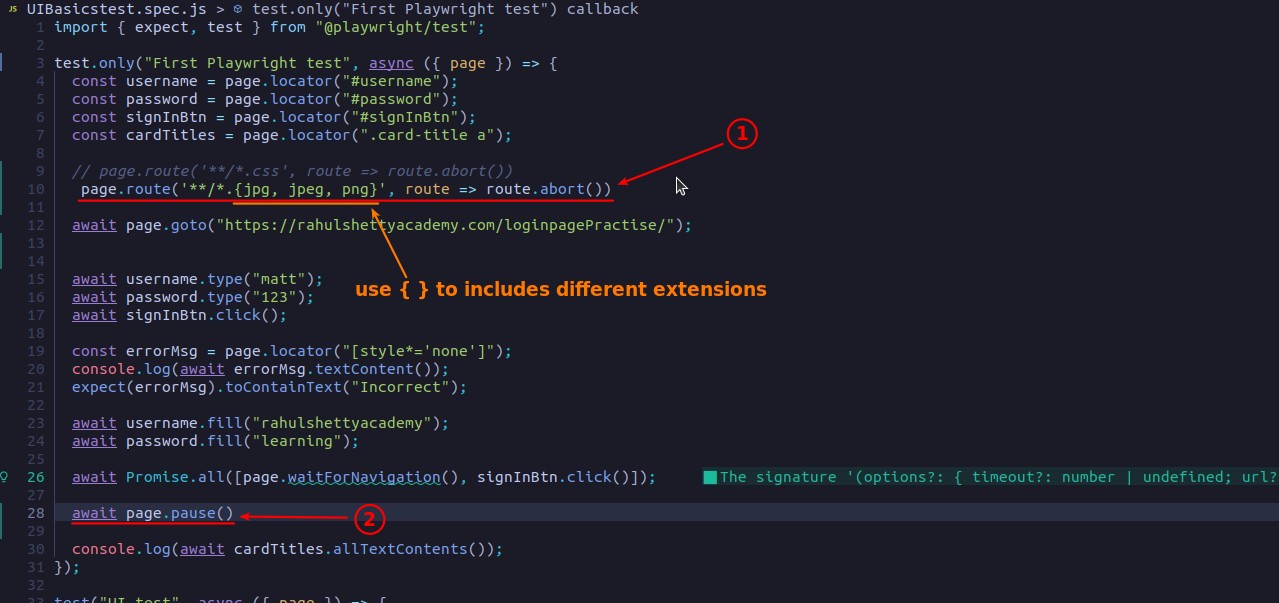 JS UIBasicstest.spec.js > test.only("First Playwright test") callback
1 import { expect, test } from "@playwright/test";
2
3 test.only("First Playwright test", async ({ page }) => {
4 const username = page.locator("#username");
5 const password = page.locator("#password");
6 const signInBtn = page.locator("#signInBtn");
7 const cardTitles = page.locator(".card-title a");
1
8
9 // page.route('**/*.css', route => route.abort())
10 page.route('**/*.{jpg, jpeg, png}', route => route.abort())
11
12 await page.goto("https://rahulshettyacademy.com/loginpagePractise/");
13
14
15 await username.type("matt");
use { } to includes different extensions
16 await password.type("123");
17 await signInBtn.click();
18
19 const errorMsg = page.locator("[style*='none']");
20 console.log(await errorMsg.textContent());
21 expect(errorMsg).toContainText("Incorrect");
22
23 await username.fill("rahulshettyacademy");
24 await password.fill("learning");
25
26 await Promise.all([page.waitForNavigation(), signInBtn.click()]); The signature '(options?: { timeout?: number | undefined; url?
27
28 await page.pause()
2
29
30 console.log(await cardTitles.allTextContents());
31 });
32
33 test("UI test", async ({ page }) => {